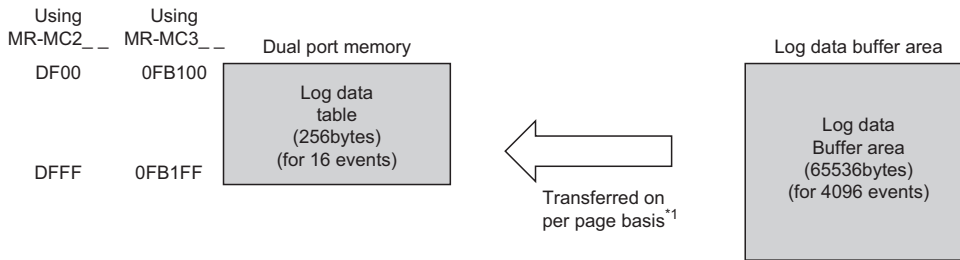 Using
MR-MC2_ _
Using
MR-MC3_ _
Dual port memory
Log data buffer area
DF00
0FB100
Log data
table
(256bytes)
(for 16 events)
DFFF
0FB1FF
Transferred on
per page basis*1
Log data
Buffer area
(65536bytes)
(for 4096 events)